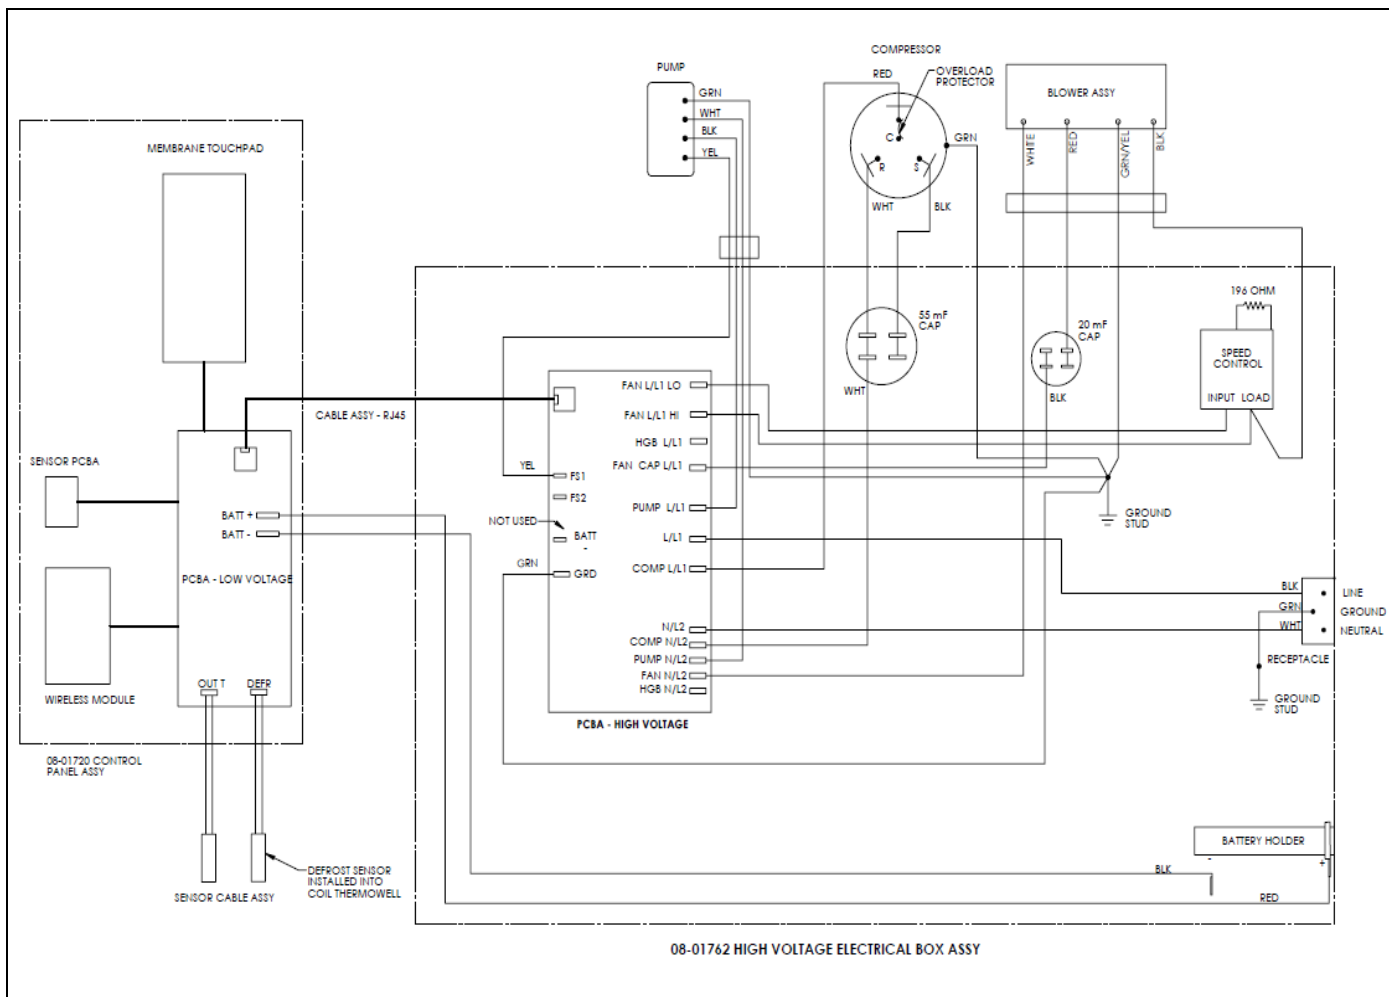 COMPRESSOR
PUMP
RED
OVERLOAD
PROTECTOR
BLOWER ASSY
GRN
WHT
BLK
YEL
C
R
S
GRN
WHT
BLK
WHITE
RED
GRN/YEL
BLK
MEMBRANE TOUCHPAD
196 OHM
55 mF
CAP
20 mF
CAP
SPEED
CONTROL
INPUT LOAD
WHT
BLK
CABLE ASSY - RJ45
FAN L/L1 LO
FAN L/L1 HI
HGB L/L1
FAN CAP L/L1
PUMP L/L1
L/L1
COMP L/L1
N/L2
COMP N/L2
PUMP N/L2
FAN N/L2
HGB N/L2
YEL
FS1
FS2
NOT USED
BATT
-
GRN
GRD
PCBA - HIGH VOLTAGE
SENSOR PCBA
BATT +
BATT -
PCBA - LOW VOLTAGE
WIRELESS MODULE
OUT T
DEFR
08-01720 CONTROL
PANEL ASSY
GROUND
STUD
BLK
GRN
WHT
LINE
GROUND
NEUTRAL
RECEPTACLE
GROUND
STUD
BATTERY HOLDER
-
+
BLK
RED
DEFROST SENSOR
INSTALLED INTO
COIL THERMOWELL
SENSOR CABLE ASSY
08-01762 HIGH VOLTAGE ELECTRICAL BOX ASSY